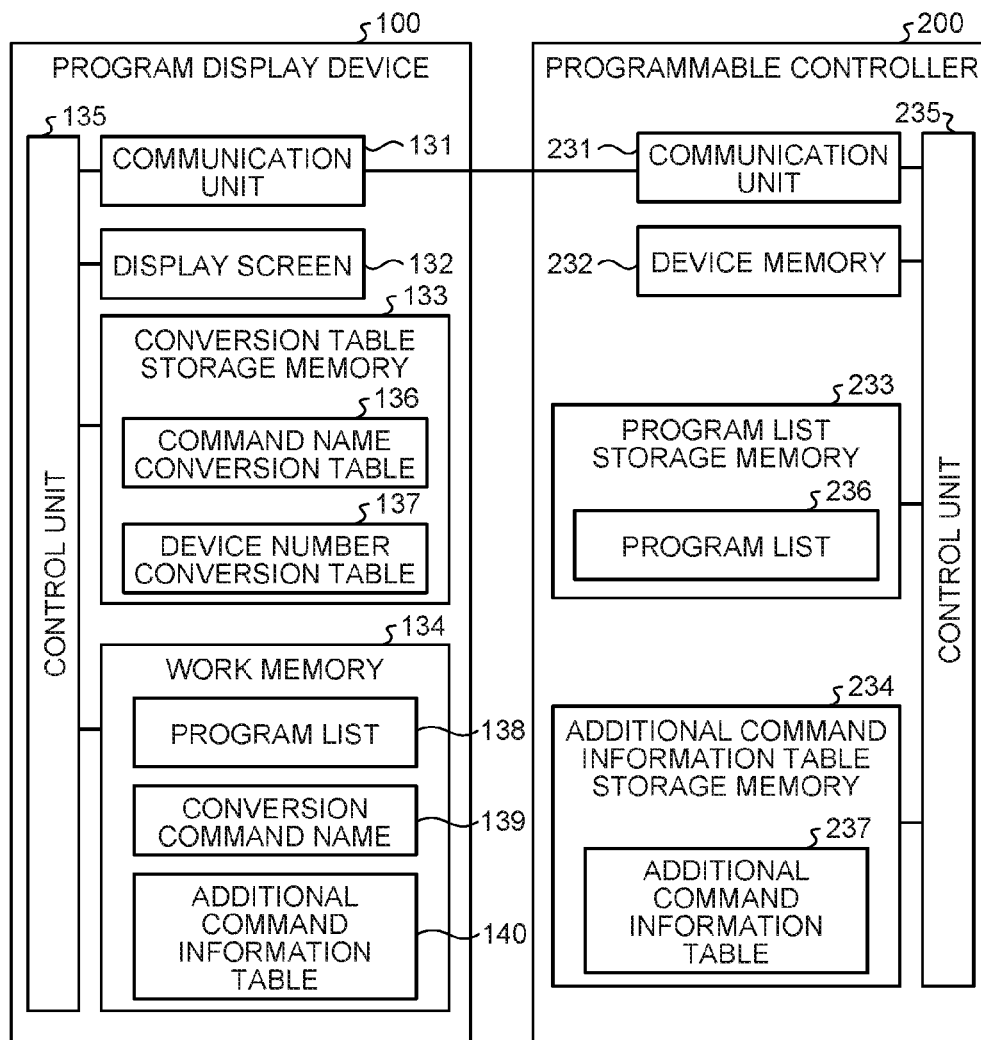 100
PROGRAM DISPLAY DEVICE
135
CONTROL UNIT
COMMUNICATION
UNIT
131
DISPLAY SCREEN
132
133
CONVERSION TABLE
STORAGE MEMORY
136
COMMAND NAME
CONVERSION TABLE
137
DEVICE NUMBER
CONVERSION TABLE
134
WORK MEMORY
PROGRAM LIST
138
CONVERSION
COMMAND NAME
139
ADDITIONAL
COMMAND
INFORMATION
TABLE
140
200
PROGRAMMABLE CONTROLLER
235
CONTROL UNIT
231
COMMUNICATION
UNIT
232
DEVICE MEMORY
233
PROGRAM LIST
STORAGE MEMORY
236
PROGRAM LIST
234
ADDITIONAL COMMAND
INFORMATION TABLE
STORAGE MEMORY
237
ADDITIONAL
COMMAND
INFORMATION
TABLE